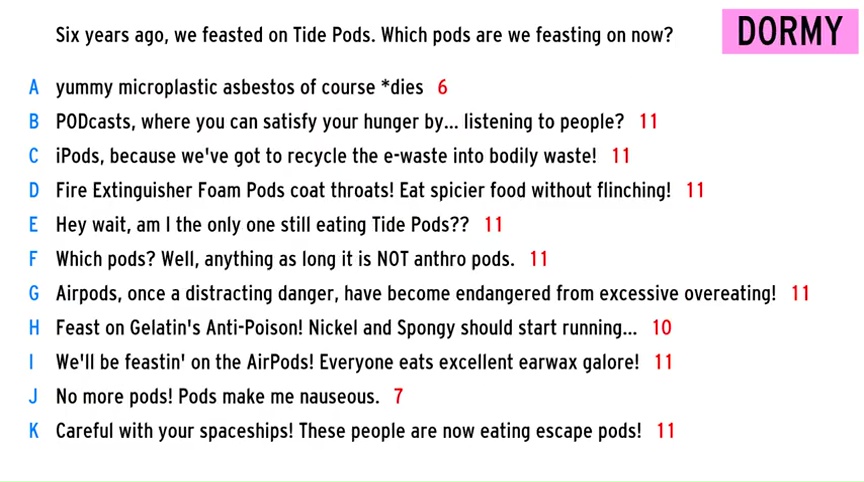 Six years ago, we feasted on Tide Pods. Which pods are we feasting on now?
DORMY
A yummy microplastic asbestos of course *dies 6
B PODcasts, where you can satisfy your hunger by... listening to people? 11
C iPods, because we've got to recycle the e-waste into bodily waste! 11
D Fire Extinguisher Foam Pods coat throats! Eat spicier food without flinching! 11
E Hey wait, am I the only one still eating Tide Pods?? 11
F Which pods? Well, anything as long it is NOT anthro pods. 11
G Airpods, once a distracting danger, have become endangered from excessive overeating! 11
H Feast on Gelatin's Anti-Poison! Nickel and Spongy should start running... 10
I We'll be feastin' on the AirPods! Everyone eats excellent earwax galore! 11
J No more pods! Pods make me nauseous. 7
K Careful with your spaceships! These people are now eating escape pods! 11